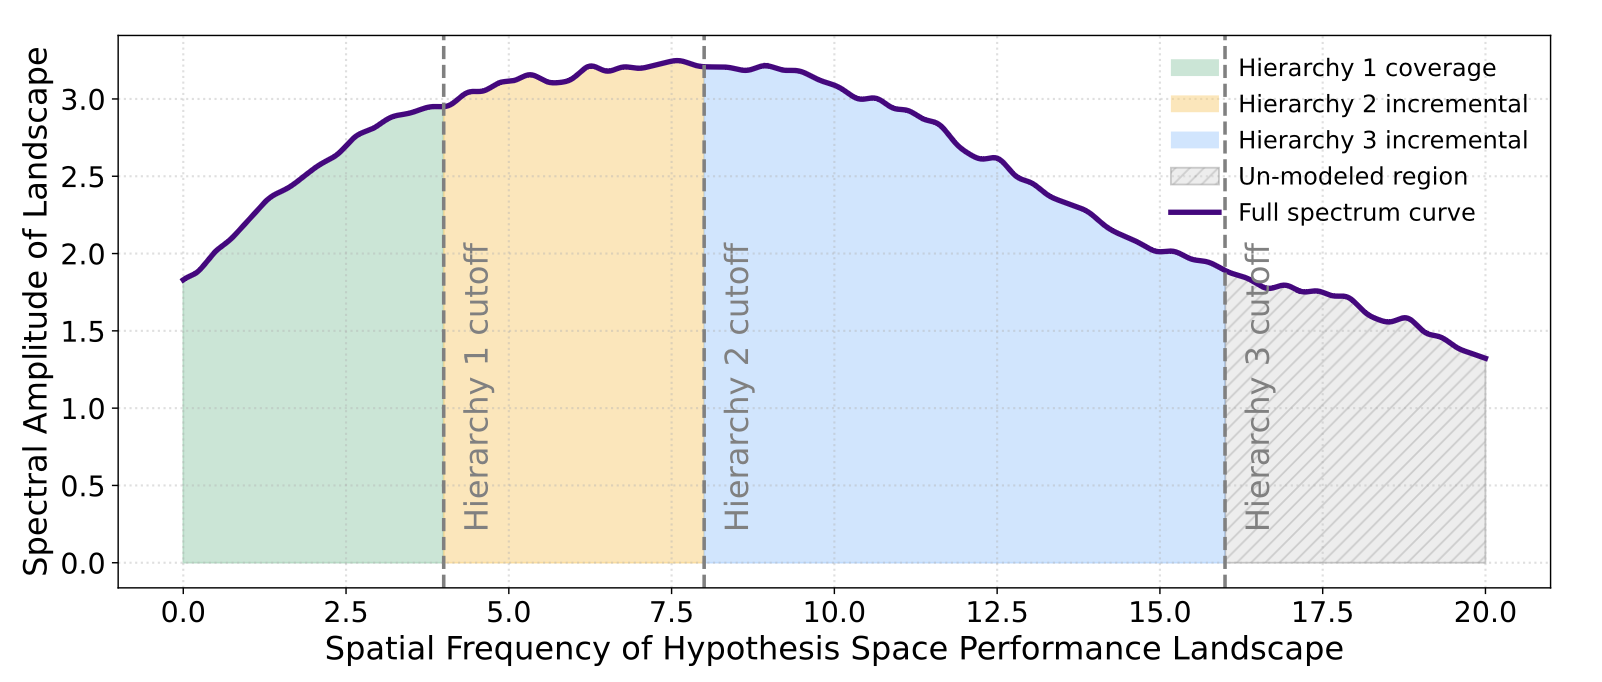 Spectral Amplitude of Landscape
3.0
2.5
2.0
1.5
1.0
0.5
0.0
Hierarchy 1 cutoff
Hierarchy 2 cutoff
Hierarchy 3 cutoff
Hierarchy 1 coverage
Hierarchy 2 incremental
Hierarchy 3 incremental
Un-modeled region
Full spectrum curve
0.0 2.5 5.0 7.5 10.0 12.5 15.0 17.5 20.0
Spatial Frequency of Hypothesis Space Performance Landscape